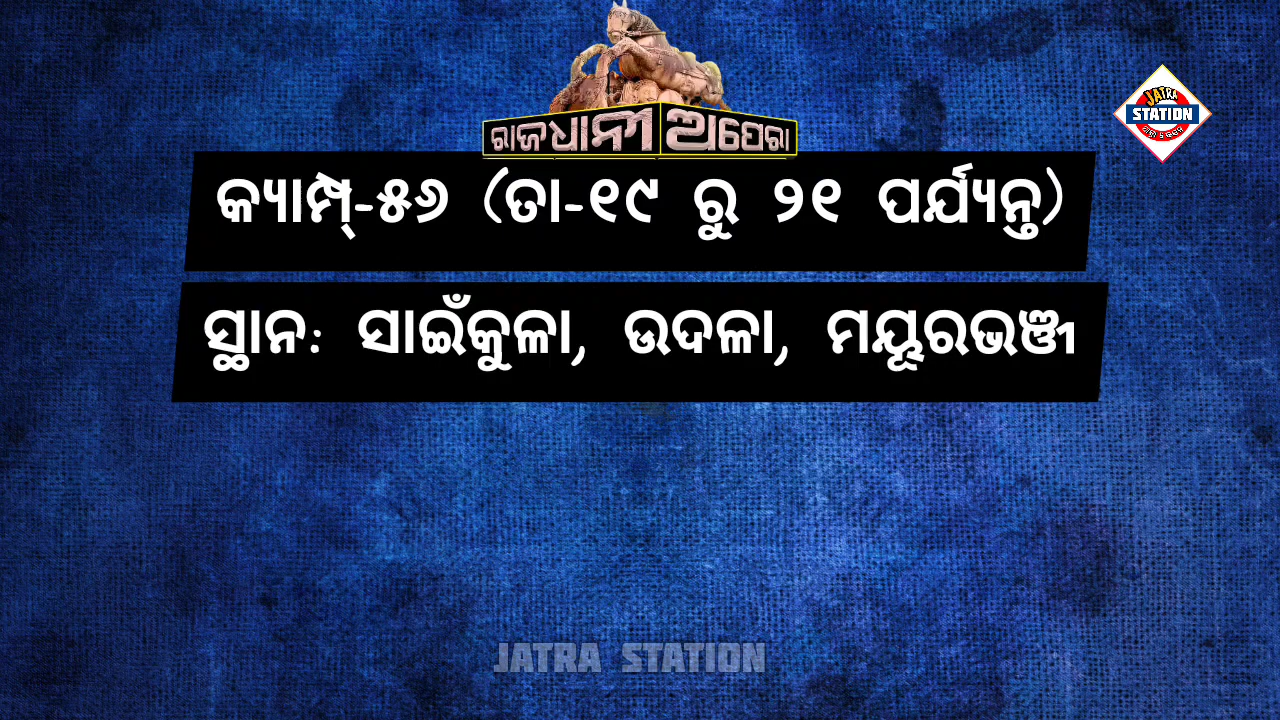 ରାଜଧାନୀ ଅପେରା
JATRA
STATION
କ୍ୟାମ୍ପ୍-୫୬ (ତା-୧୯ ରୁ ୨୧ ପର୍ଯ୍ୟନ୍ତ)
ସ୍ଥାନ: ସାଇଁକୁଳା, ଉଦଳା, ମୟୂରଭଞ୍ଜ
JATRA STATION